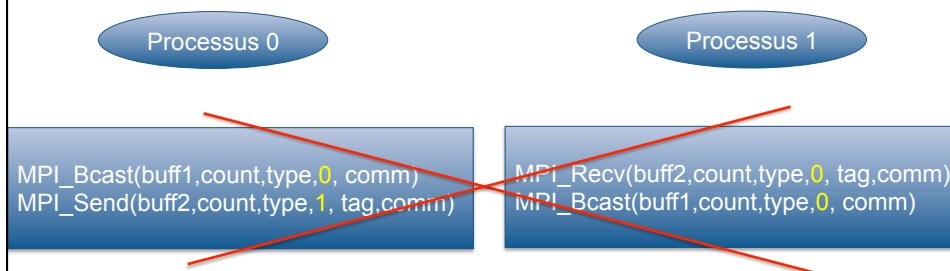 Processus 0
Processus 1
MPI_Bcast(buff1,count,type,0, comm)
MPI_Send(buff2,count,type,1, tag,comm)
MPI_Recv(buff2,count,type,0, tag,comm)
MPI_Bcast(buff1,count,type,0, comm)